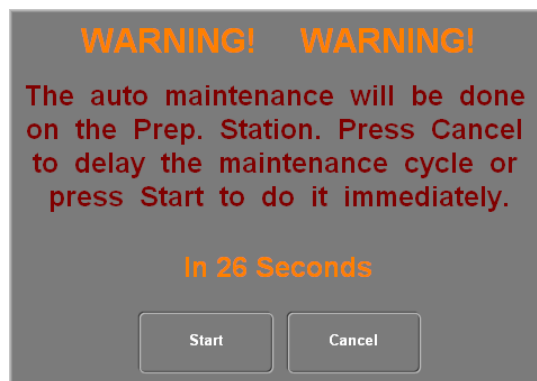 WARNING! WARNING!
The auto maintenance will be done
on the Prep. Station. Press Cancel
to delay the maintenance cycle or
press Start to do it immediately.
In 26 Seconds
Start Cancel